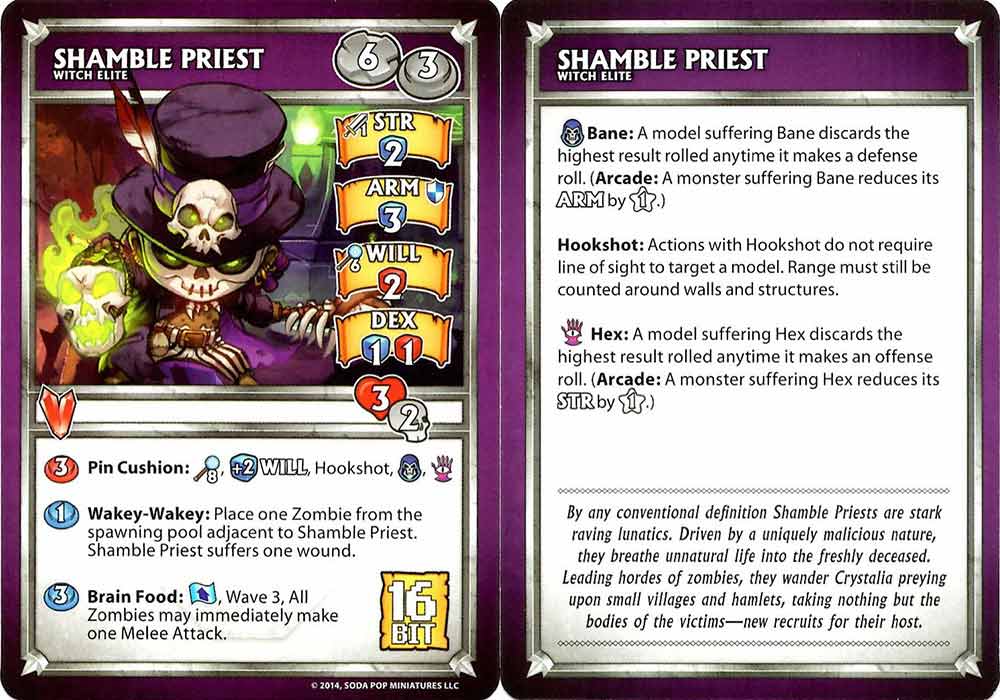 SHAMBLE PRIEST
WITCH ELITE
6
3
STR
2
ARM
3
6
WILL
2
DEX
1 1
3
2
3 Pin Cushion: 8, +2 WILL, Hookshot, ,
1 Wakey-Wakey: Place one Zombie from the
spawning pool adjacent to Shamble Priest.
Shamble Priest suffers one wound.
3 Brain Food: , Wave 3, All
Zombies may immediately make
one Melee Attack.
16
BIT
© 2014, SODA POP MINIATURES LLC
SHAMBLE PRIEST
WITCH ELITE
Bane: A model suffering Bane discards the
highest result rolled anytime it makes a defense
roll. (Arcade: A monster suffering Bane reduces its
ARM by 1.)
Hookshot: Actions with Hookshot do not require
line of sight to target a model. Range must still be
counted around walls and structures.
Hex: A model suffering Hex discards the
highest result rolled anytime it makes an offense
roll. (Arcade: A monster suffering Hex reduces its
STR by 1.)
By any conventional definition Shamble Priests are stark
raving lunatics. Driven by a uniquely malicious nature,
they breathe unnatural life into the freshly deceased.
Leading hordes of zombies, they wander Crystalia preying
upon small villages and hamlets, taking nothing but the
bodies of the victims—new recruits for their host.